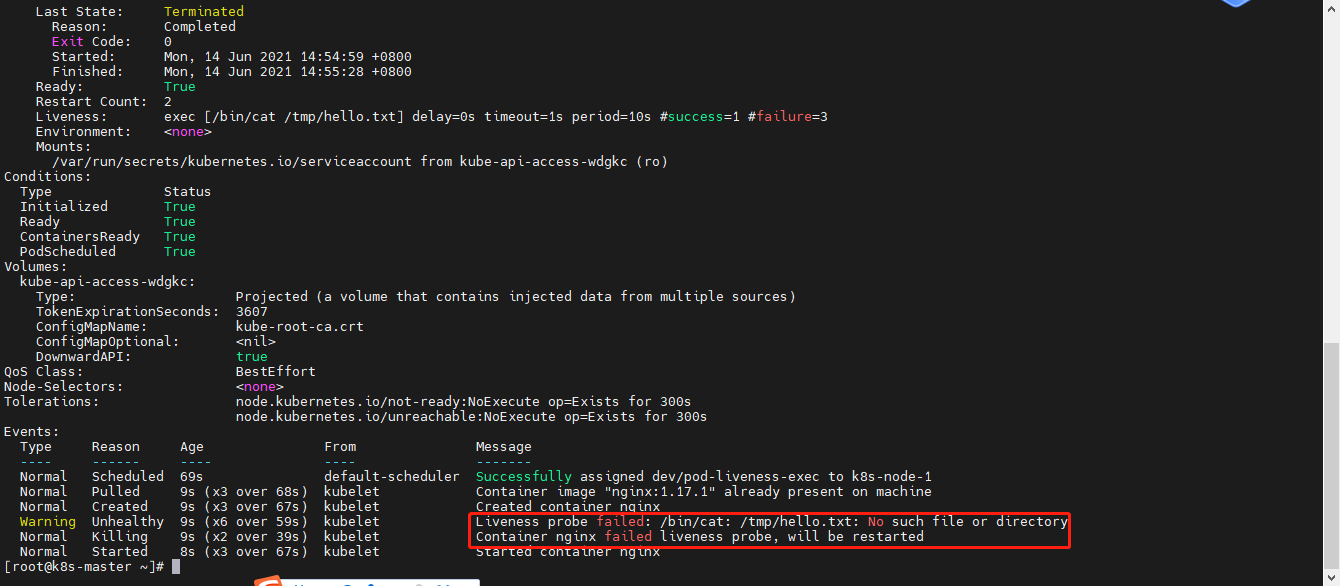 Last State:     Terminated
Reason:       Completed
Exit Code:    0
Started:      Mon, 14 Jun 2021 14:54:59 +0800
Finished:     Mon, 14 Jun 2021 14:55:28 +0800
Ready:          True
Restart Count:  2
Liveness:       exec [/bin/cat /tmp/hello.txt] delay=0s timeout=1s period=10s #success=1 #failure=3
Environment:    <none>
Mounts:
/var/run/secrets/kubernetes.io/serviceaccount from kube-api-access-wdgkc (ro)
Conditions:
Type              Status
Initialized       True
Ready             True
ContainersReady   True
PodScheduled      True
Volumes:
kube-api-access-wdgkc:
Type:                    Projected (a volume that contains injected data from multiple sources)
TokenExpirationSeconds:  3607
ConfigMapName:           kube-root-ca.crt
ConfigMapOptional:       <nil>
DownwardAPI:             true
QoS Class:                   BestEffort
Node-Selectors:              <none>
Tolerations:                 node.kubernetes.io/not-ready:NoExecute op=Exists for 300s
node.kubernetes.io/unreachable:NoExecute op=Exists for 300s
Events:
Type     Reason     Age               From               Message
----     ------     ----              ----               -------
Normal   Scheduled  69s               default-scheduler  Successfully assigned dev/pod-liveness-exec to k8s-node-1
Normal   Pulled     9s (x3 over 68s)  kubelet            Container image "nginx:1.17.1" already present on machine
Normal   Created    9s (x3 over 67s)  kubelet            Created container nginx
Warning  Unhealthy  9s (x6 over 59s)  kubelet            Liveness probe failed: /bin/cat: /tmp/hello.txt: No such file or directory
Normal   Killing    9s (x2 over 39s)  kubelet            Container nginx failed liveness probe, will be restarted
Normal   Started    8s (x3 over 67s)  kubelet            Started container nginx
[root@k8s-master ~]#